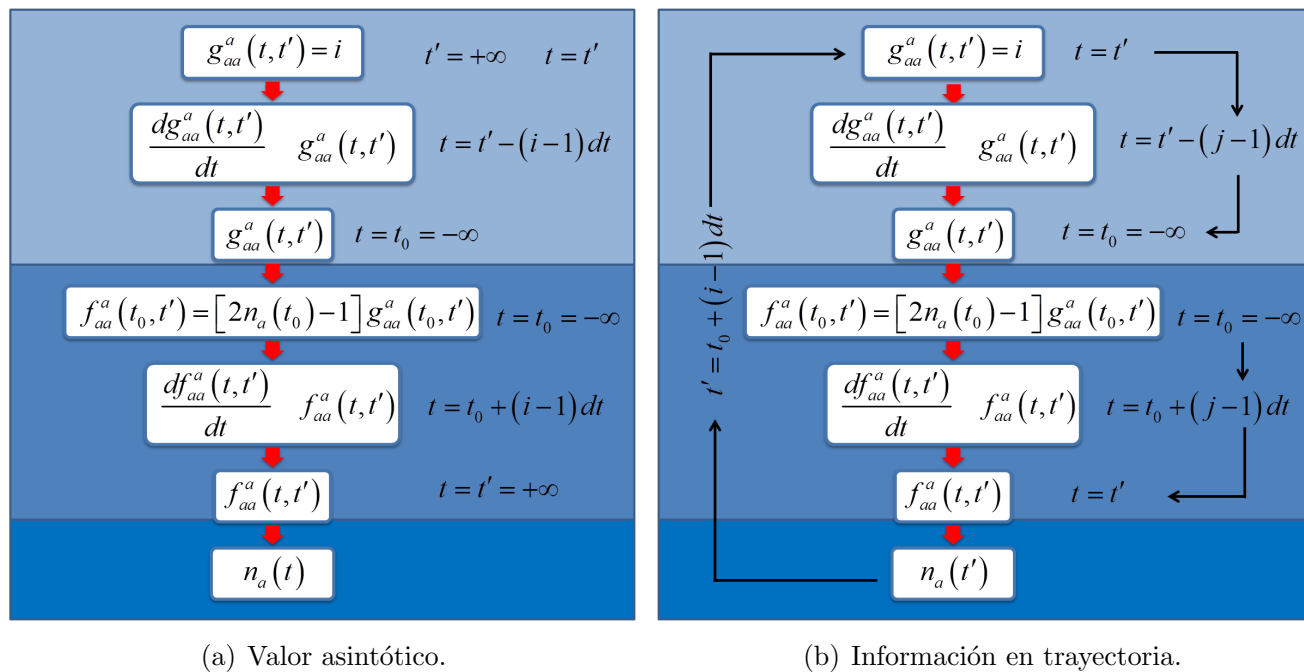 g^a_{aa}(t,t′)=i t′=+∞ t=t′
dg^a_{aa}(t,t′)/dt g^a_{aa}(t,t′) t=t′−(i−1)dt
g^a_{aa}(t,t′) t=t_0=−∞
f^a_{aa}(t_0,t′)=[2n_a(t_0)−1]g^a_{aa}(t_0,t′) t=t_0=−∞
df^a_{aa}(t,t′)/dt f^a_{aa}(t,t′) t=t_0+(i−1)dt
f^a_{aa}(t,t′) t=t′=+∞
n_a(t)
(a) Valor asintótico.
g^a_{aa}(t,t′)=i t=t′
dg^a_{aa}(t,t′)/dt g^a_{aa}(t,t′) t=t′−(j−1)dt
g^a_{aa}(t,t′) t=t_0=−∞
t′=t_0+(i−1)dt
f^a_{aa}(t_0,t′)=[2n_a(t_0)−1]g^a_{aa}(t_0,t′) t=t_0=−∞
df^a_{aa}(t,t′)/dt f^a_{aa}(t,t′) t=t_0+(j−1)dt
f^a_{aa}(t,t′) t=t′
n_a(t′)
(b) Información en trayectoria.